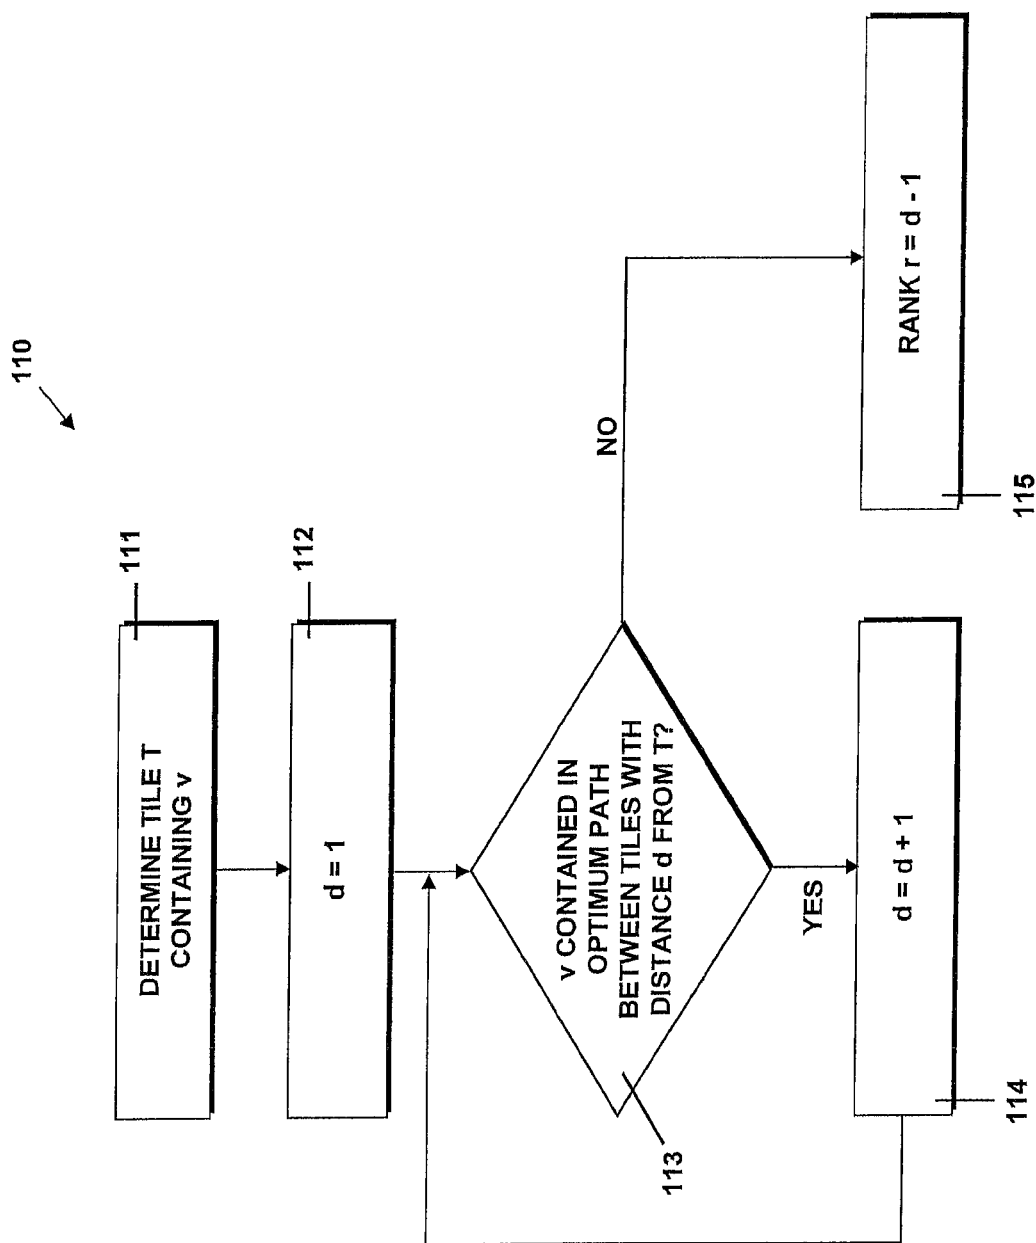 110
DETERMINE TILE T
CONTAINING v
111
d = 1
112
v CONTAINED IN
OPTIMUM PATH
BETWEEN TILES WITH
DISTANCE d FROM T?
113
NO
YES
d = d + 1
114
RANK r = d - 1
115